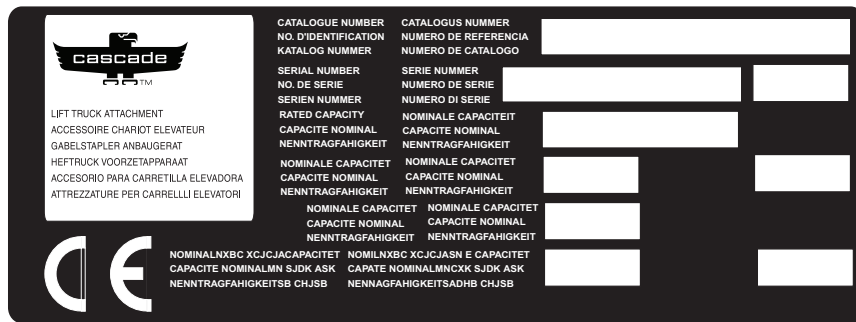 cascade
TM
LIFT TRUCK ATTACHMENT
ACCESSOIRE CHARIOT ELEVATEUR
GABELSTAPLER ANBAUGERAT
HEFTRUCK VOORZETAPPARAAT
ACCESORIO PARA CARRETILLA ELEVADORA
ATTREZZATURE PER CARRELLLI ELEVATORI
CATALOGUE NUMBER CATALOGUS NUMMER
NO. D'IDENTIFICATION NUMERO DE REFERENCIA
KATALOG NUMMER NUMERO DE CATALOGO
SERIAL NUMBER SERIE NUMMER
NO. DE SERIE NUMERO DE SERIE
SERIEN NUMMER NUMERO DI SERIE
RATED CAPACITY NOMINALE CAPACITEIT
CAPACITE NOMINAL CAPACITE NOMINAL
NENNTRAGFAHIGKEIT NENNTRAGFAHIGKEIT
NOMINALE CAPACITET NOMINALE CAPACITET
CAPACITE NOMINAL CAPACITE NOMINAL
NENNTRAGFAHIGKEIT NENNTRAGFAHIGKEIT
NOMINALE CAPACITET NOMINALE CAPACITET
CAPACITE NOMINAL CAPACITE NOMINAL
NENNTRAGFAHIGKEIT NENNTRAGFAHIGKEIT
CE
NOMINALNXBC XCJCJACAPACITET NOMILNXBC XCJCJASN E CAPACITET
CAPACITE NOMINALMN SJDK ASK CAPATE NOMINALMNCXK SJDK ASK
NENNTRAGFAHIGKEITSB CHJSB NENNAGFAHIGKEITSADHB CHJSB